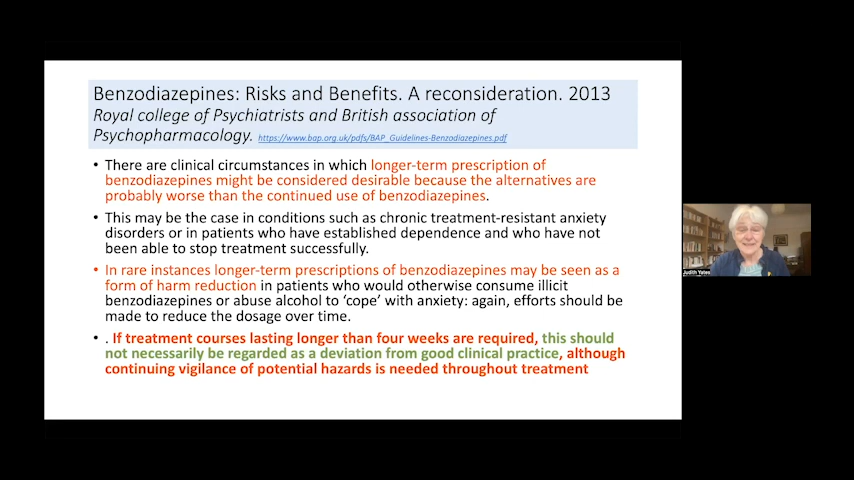 Benzodiazepines: Risks and Benefits. A reconsideration. 2013
Royal college of Psychiatrists and British association of
Psychopharmacology. https://www.bap.org.uk/pdfs/BAP_Guidelines-Benzodiazepines.pdf
• There are clinical circumstances in which longer-term prescription of
benzodiazepines might be considered desirable because the alternatives are
probably worse than the continued use of benzodiazepines.
• This may be the case in conditions such as chronic treatment-resistant anxiety
disorders or in patients who have established dependence and who have not
been able to stop treatment successfully.
• In rare instances longer-term prescriptions of benzodiazepines may be seen as a
form of harm reduction in patients who would otherwise consume illicit
benzodiazepines or abuse alcohol to ‘cope’ with anxiety: again, efforts should be
made to reduce the dosage over time.
• . If treatment courses lasting longer than four weeks are required, this should
not necessarily be regarded as a deviation from good clinical practice, although
continuing vigilance of potential hazards is needed throughout treatment
Judith Yates